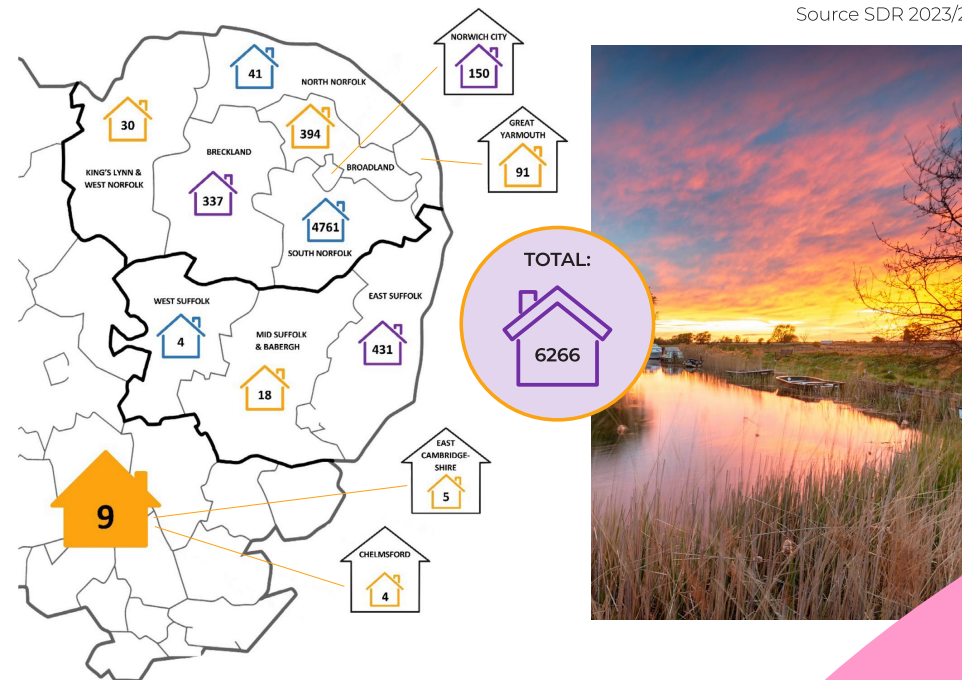 Source SDR 2023/2
NORWICH CITY
150
41
NORTH NORFOLK
30
394
GREAT
YARMOUTH
91
BRECKLAND
BROADLAND
KING'S LYNN &
WEST NORFOLK
337
4761
SOUTH NORFOLK
TOTAL:
6266
WEST SUFFOLK
4
EAST SUFFOLK
431
MID SUFFOLK
& BABERGH
18
EAST
CAMBRIDGE-
SHIRE
5
9
CHELMSFORD
4